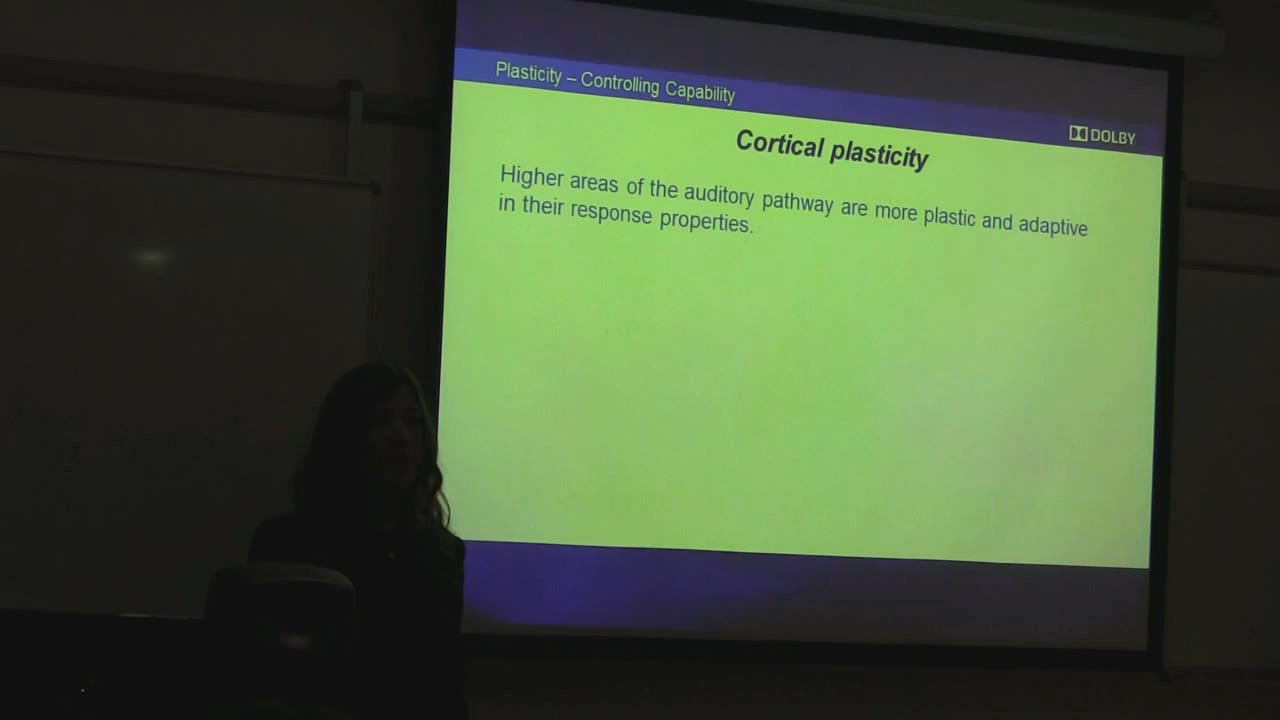 Plasticity – Controlling Capability
DOLBY
Cortical plasticity
Higher areas of the auditory pathway are more plastic and adaptive
in their response properties.